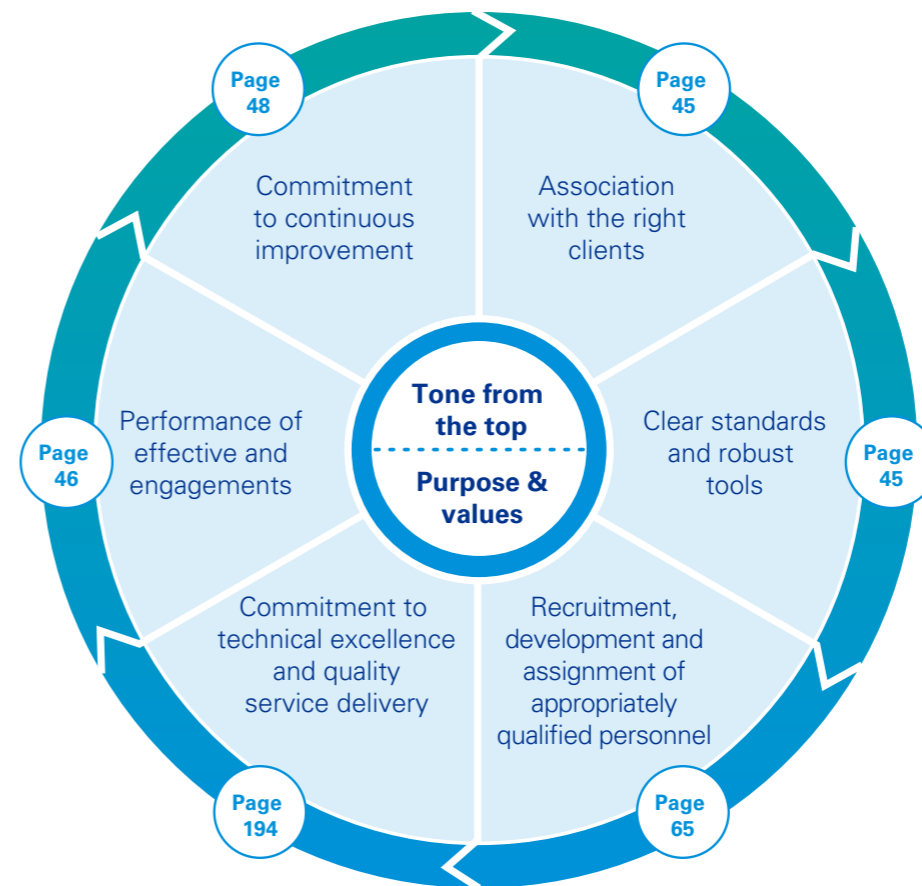 Page
48
Page
45
Commitment
to continuous
improvement
Association
with the right
clients
Tone from
the top
Purpose &
values
Performance of
effective and
engagements
Page
46
Clear standards
and robust
tools
Page
45
Commitment to
technical excellence
and quality
service delivery
Recruitment,
development and
assignment of
appropriately
qualified personnel
Page
194
Page
65